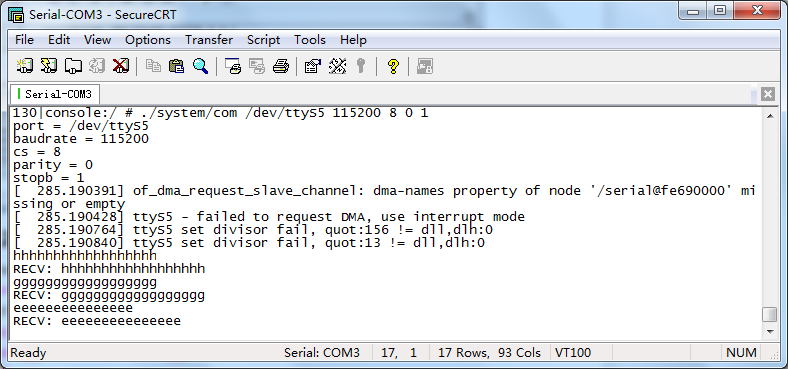 Serial-COM3 - SecureCRT
File Edit View Options Transfer Script Tools Help
Serial-COM3
130|console:/ # ./system/com /dev/ttyS5 115200 8 0 1
port = /dev/ttyS5
baudrate = 115200
cs = 8
parity = 0
stopb = 1
[  285.190391] of_dma_request_slave_channel: dma-names property of node '/serial@fe690000' mi
ssing or empty
[  285.190428] ttyS5 - failed to request DMA, use interrupt mode
[  285.190764] ttyS5 set divisor fail, quot:156 != dll,dlh:0
[  285.190840] ttyS5 set divisor fail, quot:13 != dll,dlh:0
hhhhhhhhhhhhhhhhhh
RECV: hhhhhhhhhhhhhhhhhh
gggggggggggggggggg
RECV: gggggggggggggggggg
eeeeeeeeeeeeeee
RECV: eeeeeeeeeeeeeee
Ready Serial: COM3 17, 1 17 Rows, 93 Cols VT100 NUM